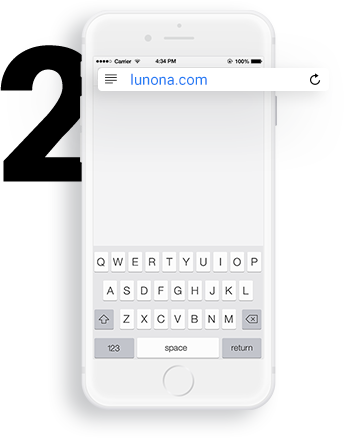 2
Carrier 4:34 PM 100%
lunona.com
Q W E R T Y U I O P
A S D F G H J K L
Z X C V B N M
123 space return